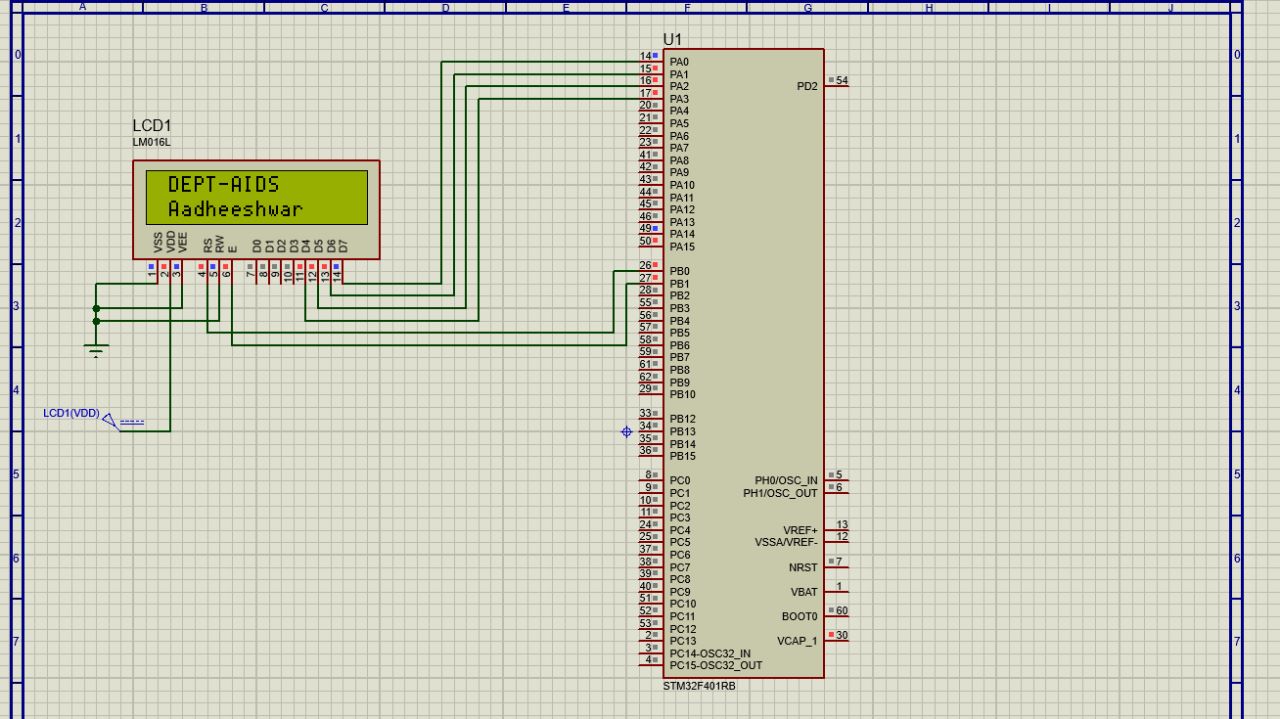 A B C D E F G H J
0 0
1 1
2 2
3 3
4 4
5 5
6 6
7 7
LCD1
LM016L
DEPT-AIDS
Aadheeshwar
VSS VDD VEE RS RW E D0 D1 D2 D3 D4 D5 D6 D7
1 2 3 4 5 6 7 8 9 10 11 12 13 14
LCD1(VDD)
U1
14 PA0
15 PA1
16 PA2
17 PA3
20 PA4
21 PA5
22 PA6
23 PA7
41 PA8
42 PA9
43 PA10
44 PA11
45 PA12
46 PA13
49 PA14
50 PA15
26 PB0
27 PB1
28 PB2
55 PB3
56 PB4
57 PB5
58 PB6
59 PB7
61 PB8
62 PB9
29 PB10
33 PB12
34 PB13
35 PB14
36 PB15
8 PC0
9 PC1
10 PC2
11 PC3
24 PC4
25 PC5
37 PC6
38 PC7
39 PC8
40 PC9
51 PC10
52 PC11
53 PC12
2 PC13
3 PC14-OSC32_IN
4 PC15-OSC32_OUT
PD2 54
PH0/OSC_IN 5
PH1/OSC_OUT 6
VREF+ 13
VSSA/VREF- 12
NRST 7
VBAT 1
BOOT0 60
VCAP_1 30
STM32F401RB